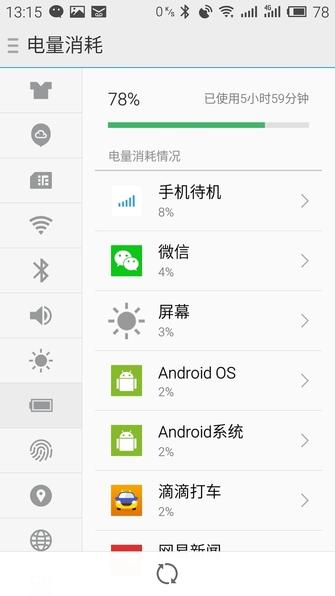 13:15 0 K/s 4G 78
电量消耗
78% 已使用5小时59分钟
电量消耗情况
手机待机
8%
微信
4%
屏幕
3%
Android OS
2%
Android系统
2%
滴滴打车
2%
网易新闻